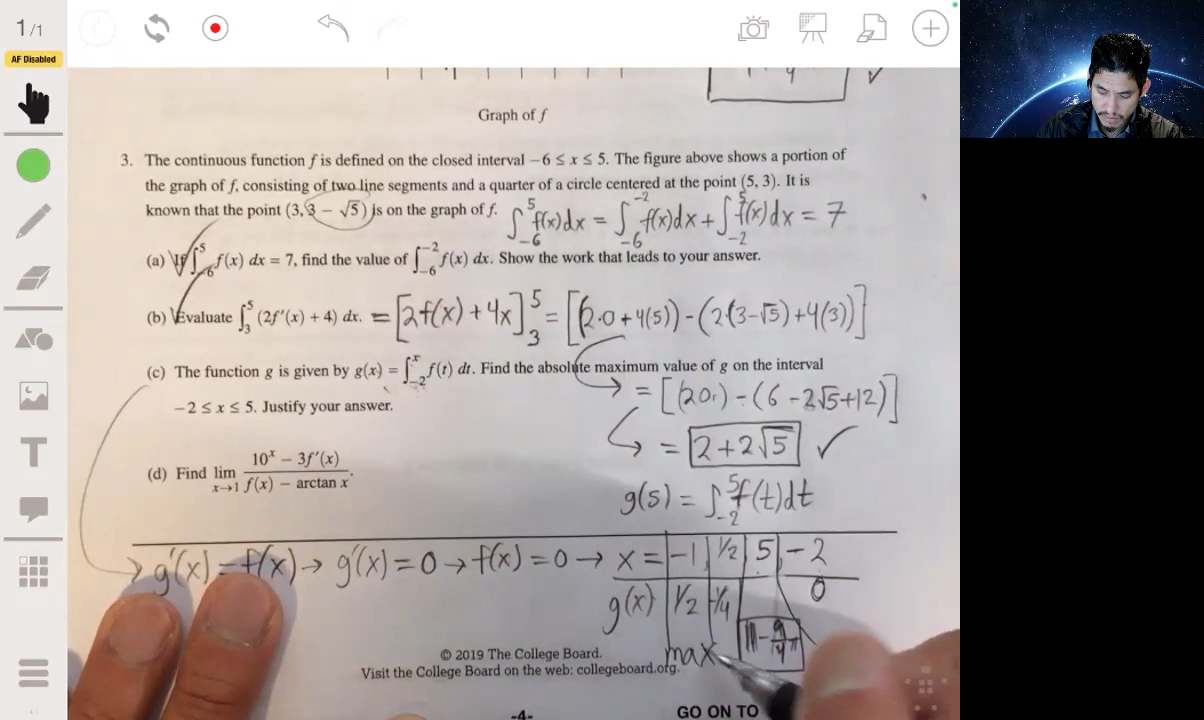 1/1
AF Disabled
T
4
Graph of f
3. The continuous function f is defined on the closed interval −6 ≤ x ≤ 5. The figure above shows a portion of
the graph of f, consisting of two line segments and a quarter of a circle centered at the point (5, 3). It is
known that the point (3, 3 − √5) is on the graph of f.
∫_{-6}^{5} f(x)dx = ∫_{-6}^{-2} f(x)dx + ∫_{-2}^{5} f(x)dx = 7
(a) If ∫_{-6}^{5} f(x) dx = 7, find the value of ∫_{-6}^{-2} f(x) dx. Show the work that leads to your answer.
(b) Evaluate ∫_{3}^{5} (2f′(x) + 4) dx. = [2f(x) + 4x]_{3}^{5} = [(2·0 + 4(5)) − (2(3−√5) + 4(3))]
(c) The function g is given by g(x) = ∫_{-2}^{x} f(t) dt. Find the absolute maximum value of g on the interval
−2 ≤ x ≤ 5. Justify your answer.
→ = [(20) − (6 − 2√5 + 12)]
→ = 2 + 2√5 ✓
(d) Find lim_{x→1} (10^x − 3f′(x)) / (f(x) − arctan x).
g(5) = ∫_{-2}^{5} f(t)dt
→ g′(x) = f(x) → g′(x) = 0 → f(x) = 0 → x = −1 ½ 5 −2
g(x) ½ −¼ 11 − 9/4 π 0
max
© 2019 The College Board.
Visit the College Board on the web: collegeboard.org.
-4-
GO ON TO